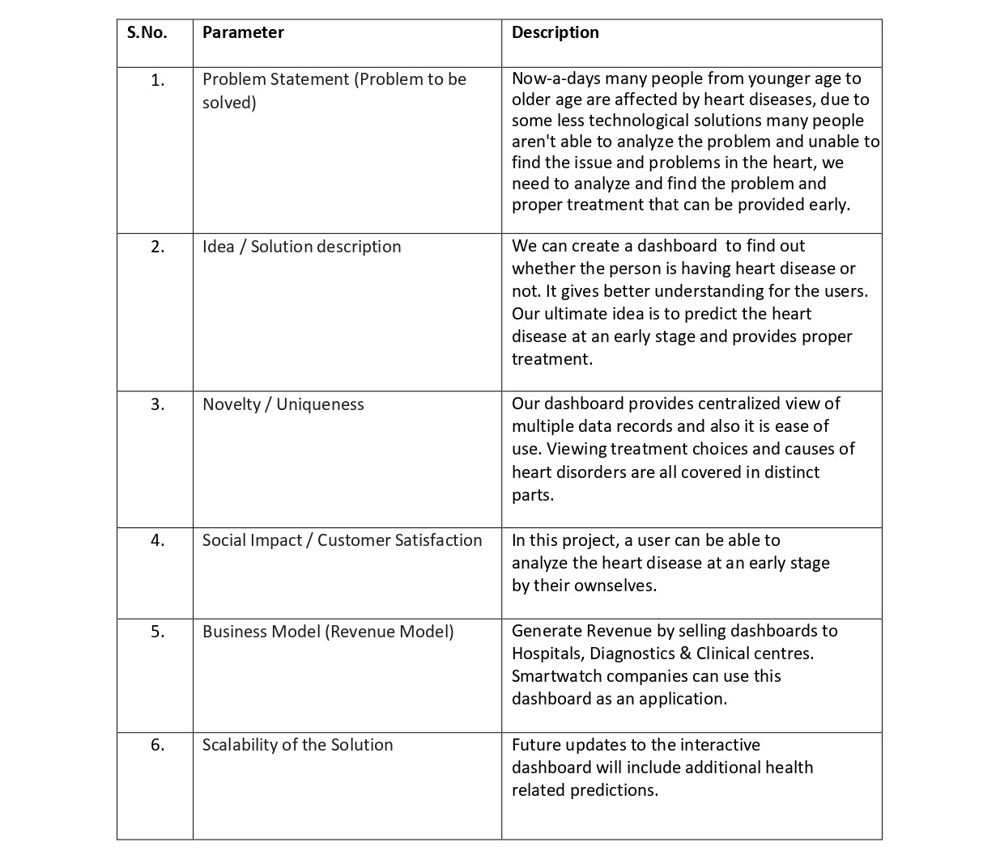 S.No. Parameter Description
1. Problem Statement (Problem to be
solved)
Now-a-days many people from younger age to
older age are affected by heart diseases, due to
some less technological solutions many people
aren't able to analyze the problem and unable to
find the issue and problems in the heart, we
need to analyze and find the problem and
proper treatment that can be provided early.
2. Idea / Solution description
We can create a dashboard  to find out
whether the person is having heart disease or
not. It gives better understanding for the users.
Our ultimate idea is to predict the heart
disease at an early stage and provides proper
treatment.
3. Novelty / Uniqueness
Our dashboard provides centralized view of
multiple data records and also it is ease of
use. Viewing treatment choices and causes of
heart disorders are all covered in distinct
parts.
4. Social Impact / Customer Satisfaction
In this project, a user can be able to
analyze the heart disease at an early stage
by their ownselves.
5. Business Model (Revenue Model)
Generate Revenue by selling dashboards to
Hospitals, Diagnostics & Clinical centres.
Smartwatch companies can use this
dashboard as an application.
6. Scalability of the Solution
Future updates to the interactive
dashboard will include additional health
related predictions.